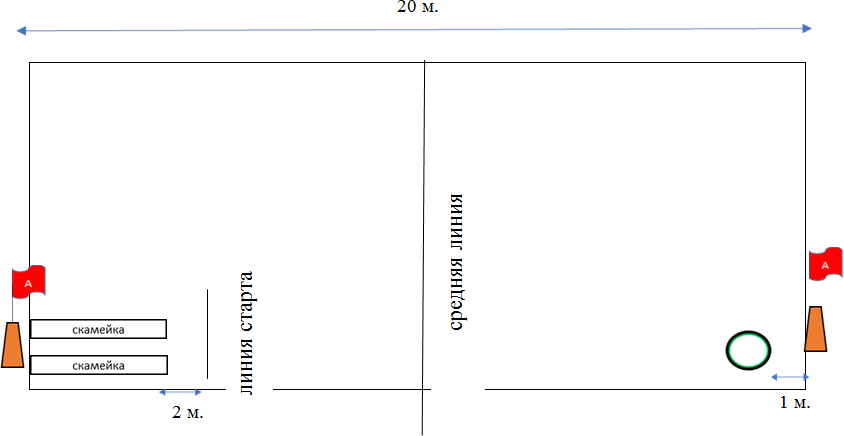 20 м.
средняя линия
А
А
линия старта
скамейка
скамейка
2 м.
1 м.